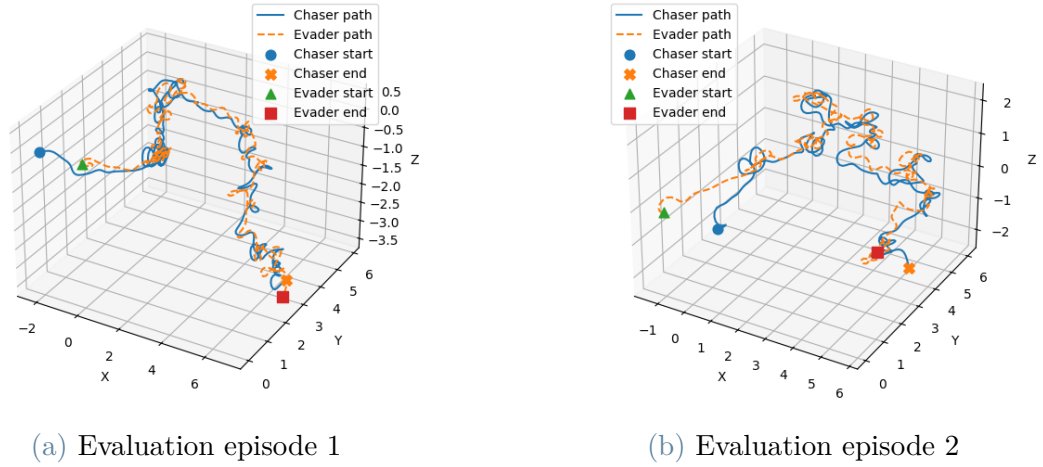 Chaser path
Evader path
Chaser start
Chaser end
Evader start
Evader end
0.5
0.0
−0.5
−1.0
−1.5
−2.0
−2.5
−3.0
−3.5
Z
−2
0
2
4
6
X
0
1
2
3
4
5
6
Y
(a) Evaluation episode 1
Chaser path
Evader path
Chaser start
Chaser end
Evader start
Evader end
2
1
0
−1
−2
Z
−1
0
1
2
3
4
5
6
X
0
1
2
3
4
5
6
Y
(b) Evaluation episode 2